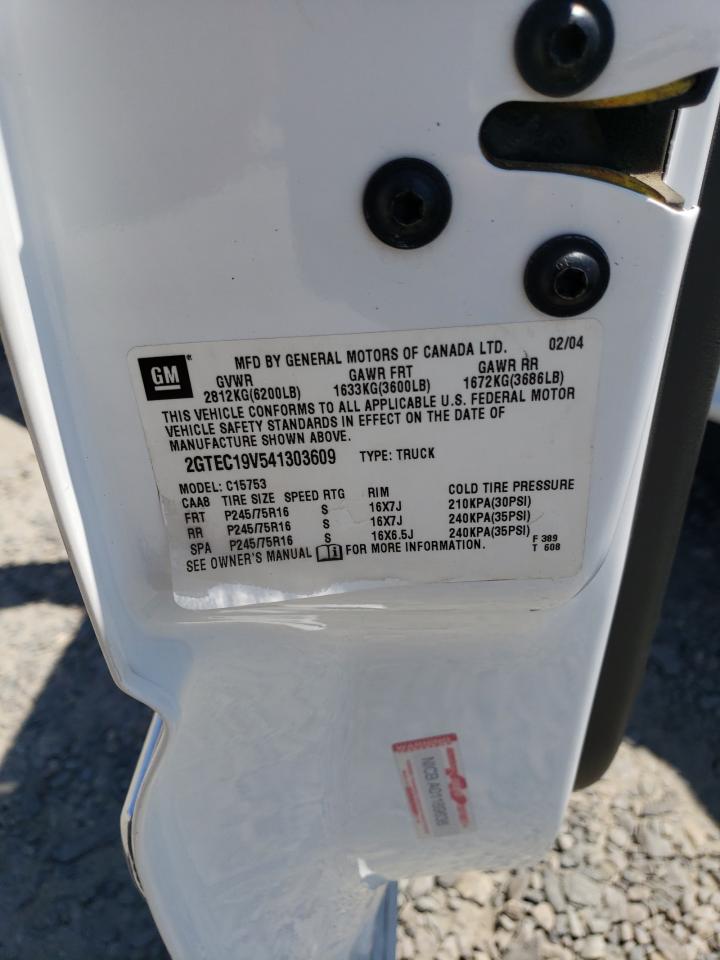 GM ® MFD BY GENERAL MOTORS OF CANADA LTD. 02/04
GVWR GAWR FRT GAWR RR
2812KG(6200LB) 1633KG(3600LB) 1672KG(3686LB)
THIS VEHICLE CONFORMS TO ALL APPLICABLE U.S. FEDERAL MOTOR
VEHICLE SAFETY STANDARDS IN EFFECT ON THE DATE OF
MANUFACTURE SHOWN ABOVE.
2GTEC19V541303609 TYPE: TRUCK
MODEL: C15753
CAA8 TIRE SIZE SPEED RTG RIM COLD TIRE PRESSURE
FRT P245/75R16 S 16X7J 210KPA(30PSI)
RR P245/75R16 S 16X7J 240KPA(35PSI)
SPA P245/75R16 S 16X6.5J 240KPA(35PSI)
SEE OWNER'S MANUAL FOR MORE INFORMATION.
F 389
T 608
WARNING
NICB